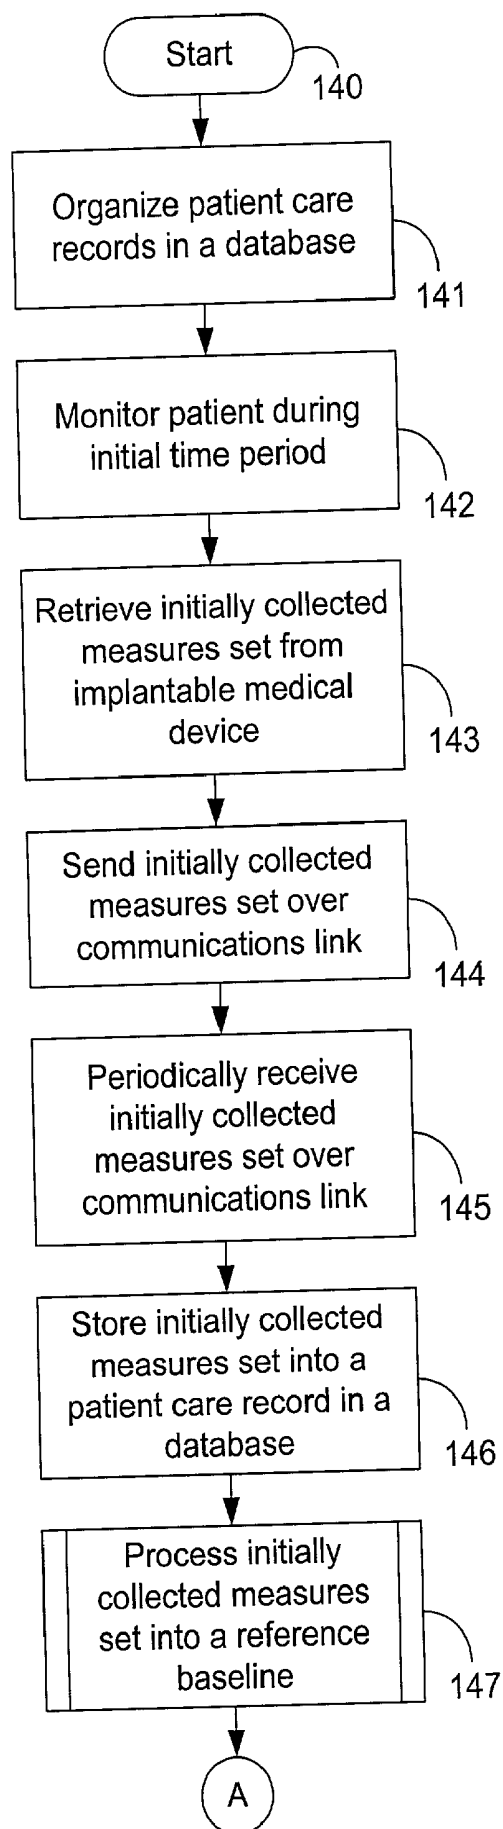 Start
140
Organize patient care
records in a database
141
Monitor patient during
initial time period
142
Retrieve initially collected
measures set from
implantable medical
device
143
Send initially collected
measures set over
communications link
144
Periodically receive
initially collected
measures set over
communications link
145
Store initially collected
measures set into a
patient care record in a
database
146
Process initially
collected measures
set into a reference
baseline
147
A